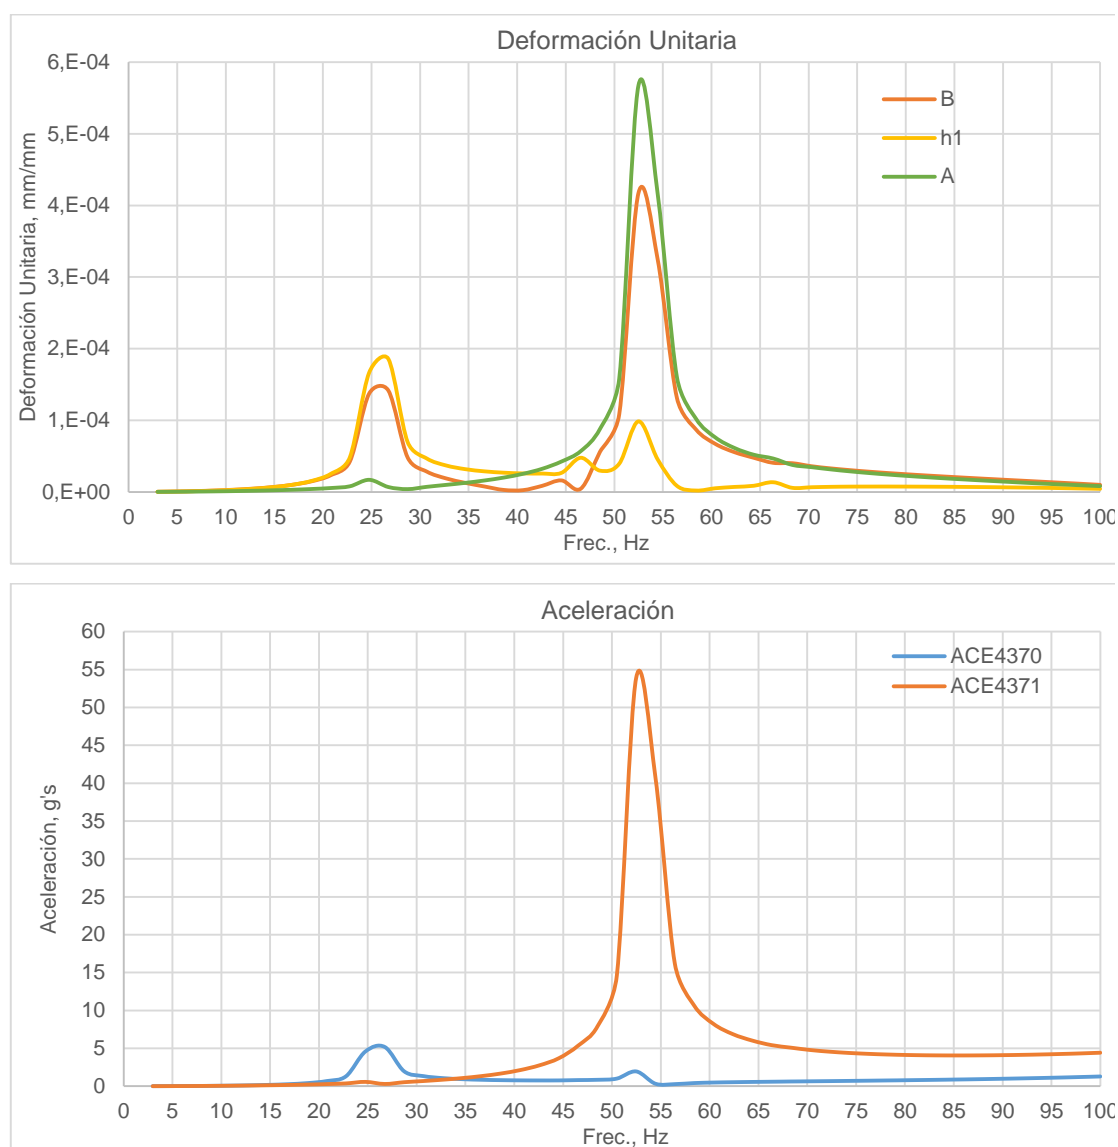 Deformación Unitaria
6,E-04
5,E-04
4,E-04
3,E-04
2,E-04
1,E-04
0,E+00
Deformación Unitaria, mm/mm
B
h1
A
0 5 10 15 20 25 30 35 40 45 50 55 60 65 70 75 80 85 90 95 100
Frec., Hz
Aceleración
60
55
50
45
40
35
30
25
20
15
10
5
0
Aceleración, g's
ACE4370
ACE4371
0 5 10 15 20 25 30 35 40 45 50 55 60 65 70 75 80 85 90 95 100
Frec., Hz